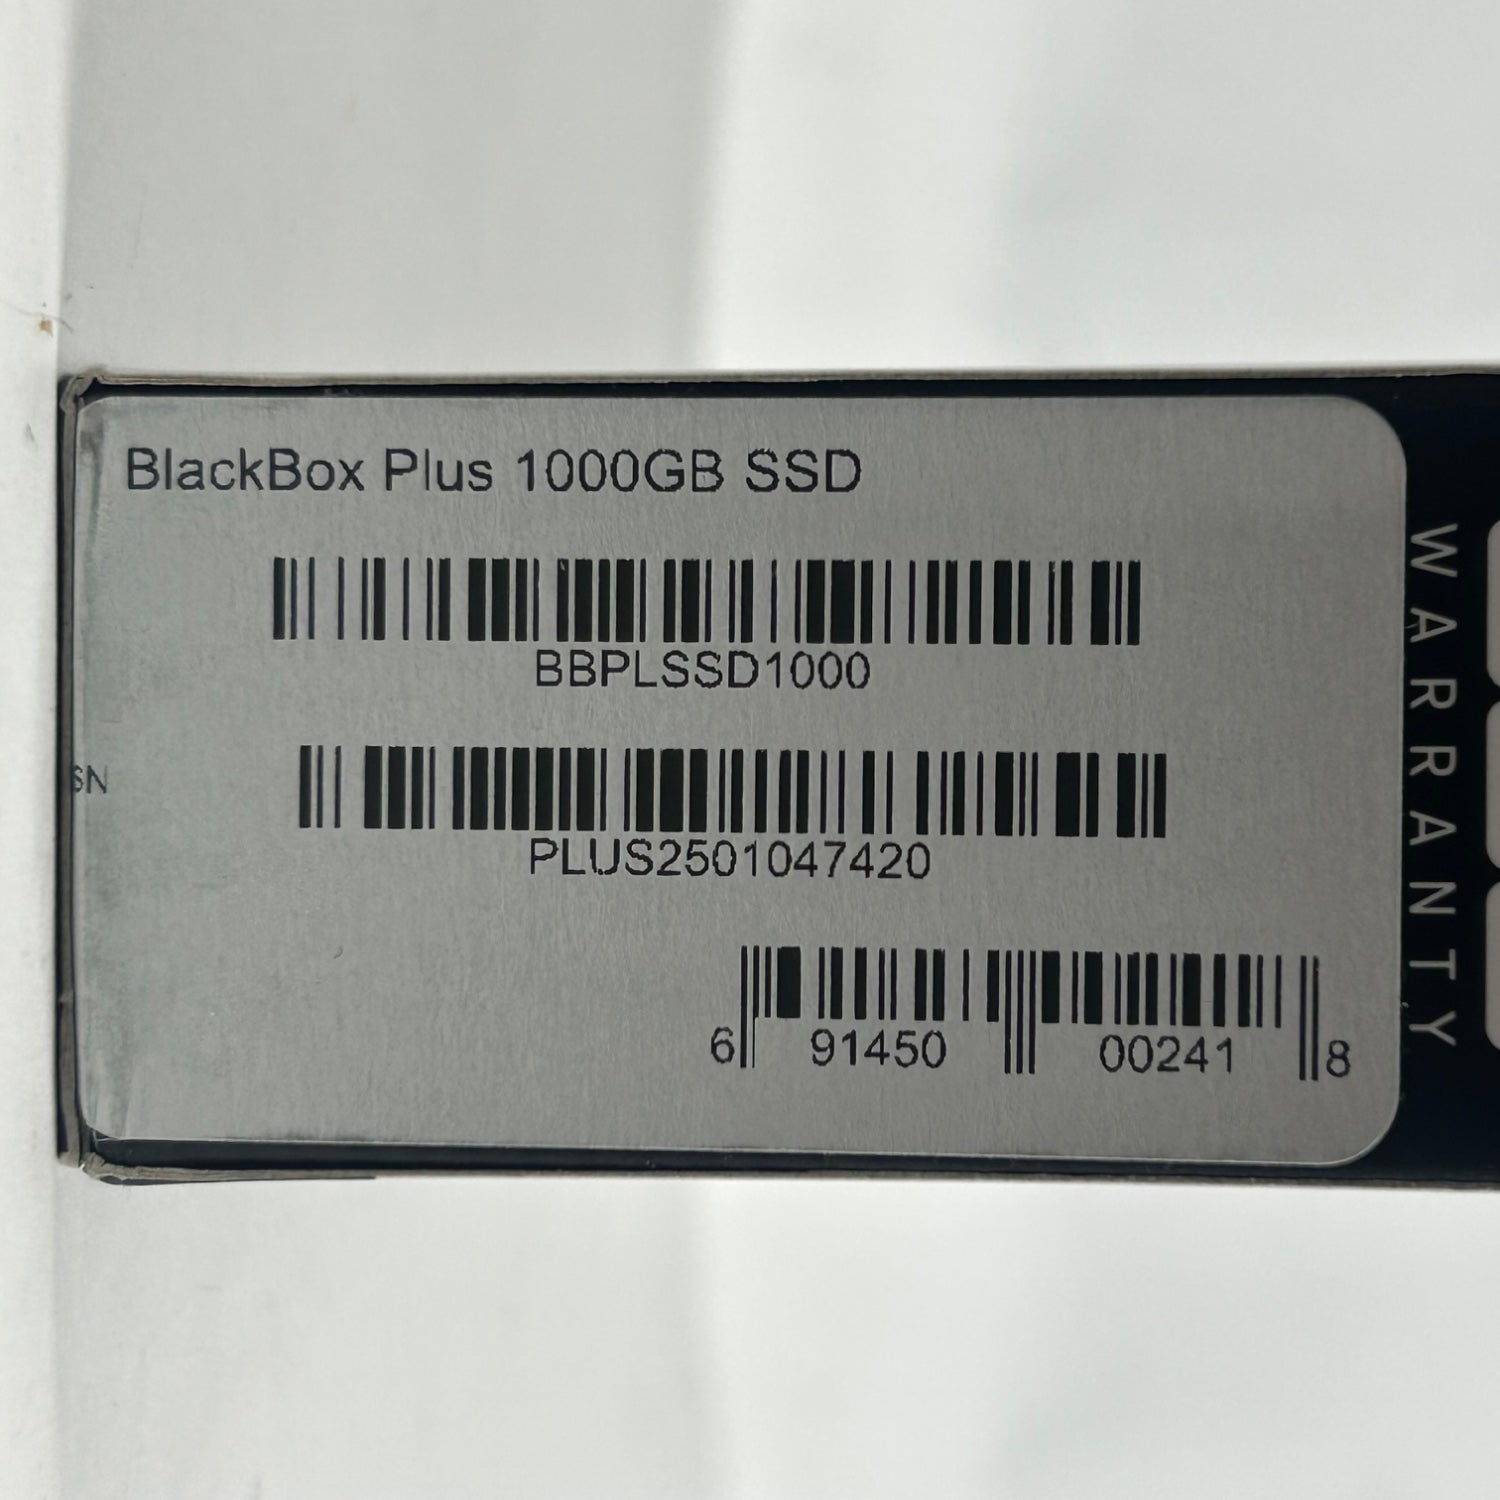 BlackBox Plus 1000GB SSD
BBPLSSD1000
SN
PLUS2501047420
6 91450 00241 8
WARRANTY